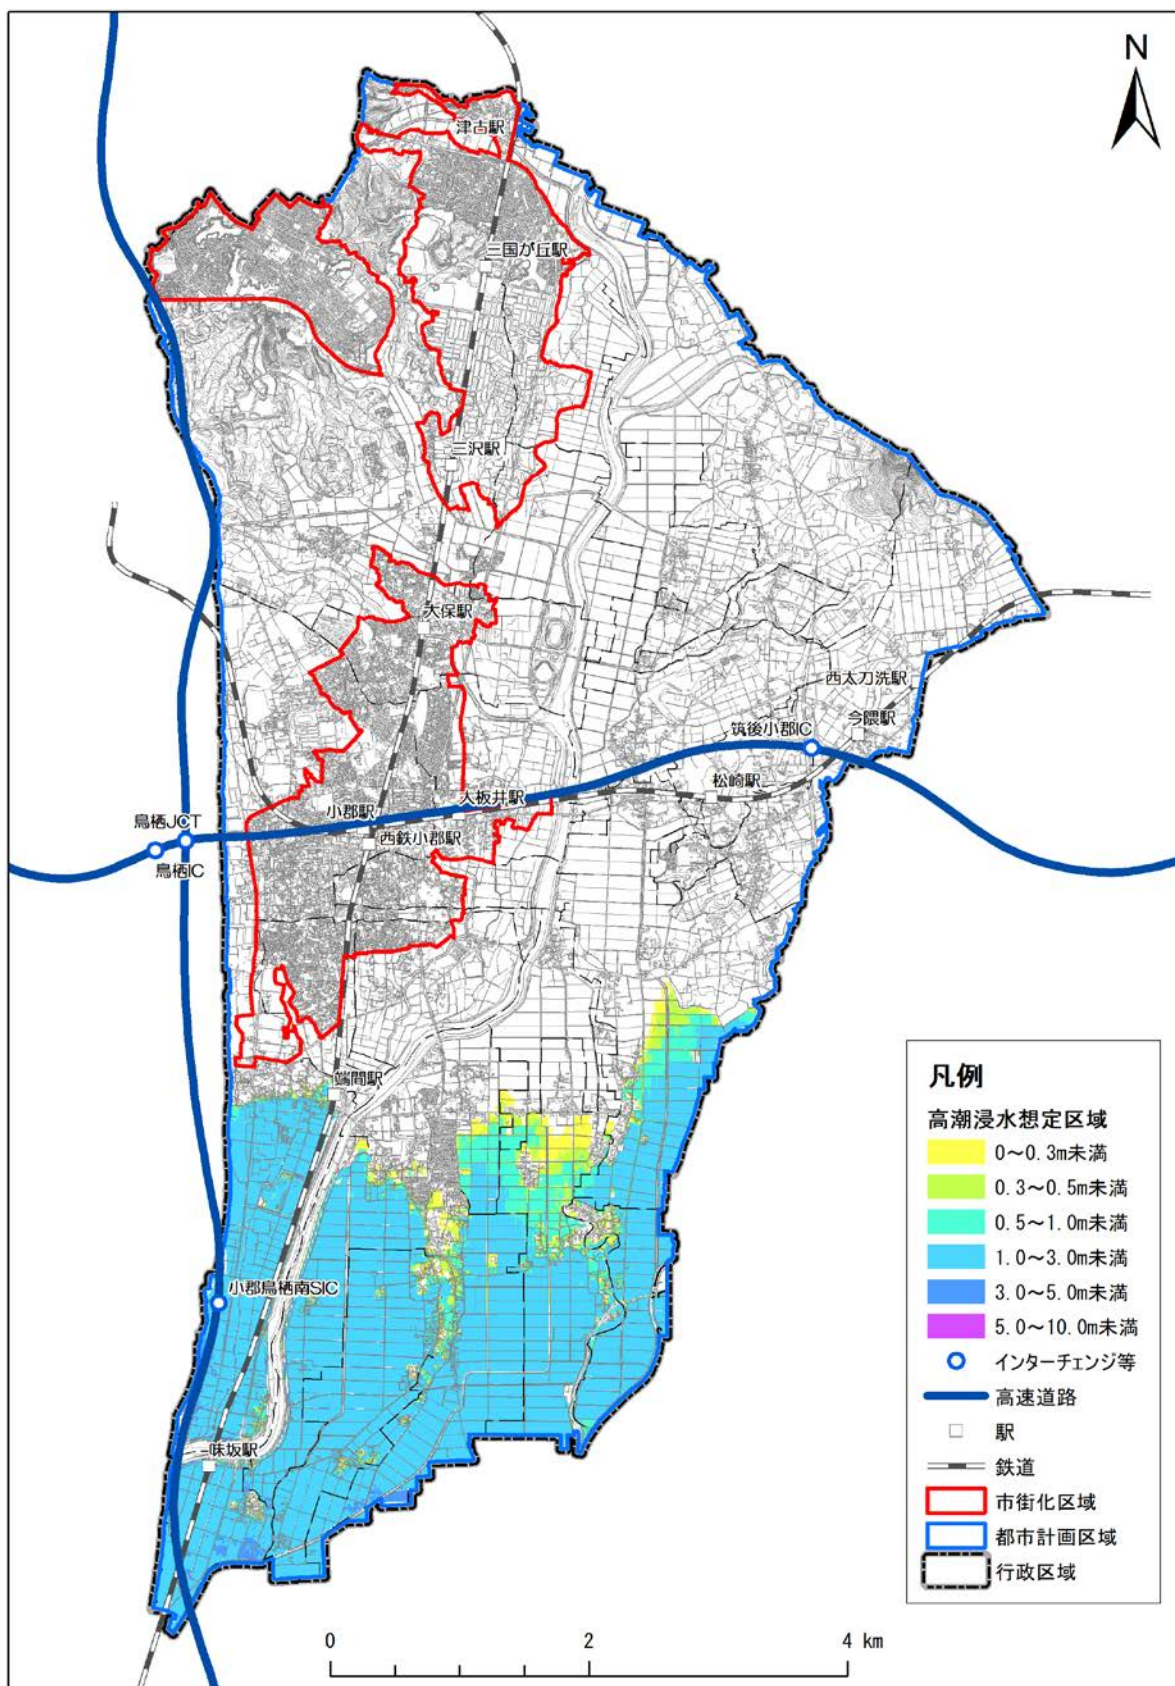 N
津古駅
三国が丘駅
三沢駅
大保駅
西太刀洗駅
今隈駅
筑後小郡IC
松崎駅
大板井駅
小郡駅
西鉄小郡駅
鳥栖JCT
鳥栖IC
端間駅
小郡鳥栖南SIC
味坂駅
凡例
高潮浸水想定区域
0～0.3m未満
0.3～0.5m未満
0.5～1.0m未満
1.0～3.0m未満
3.0～5.0m未満
5.0～10.0m未満
インターチェンジ等
高速道路
駅
鉄道
市街化区域
都市計画区域
行政区域
0 2 4 km